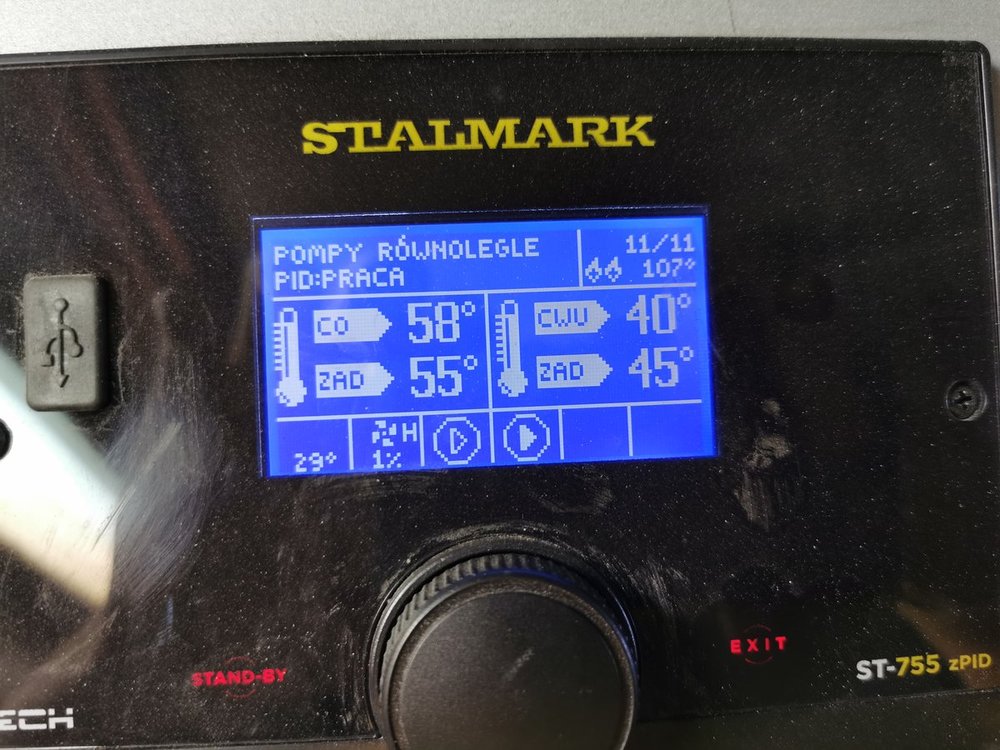 STALMARK
POMPY RÓWNOLEGLE
PID:PRACA
11/11
107°
CO 58°
ZAD 55°
CWU 40°
ZAD 45°
29°
H
1%
STAND-BY
EXIT
ST-755 zPID
ECH